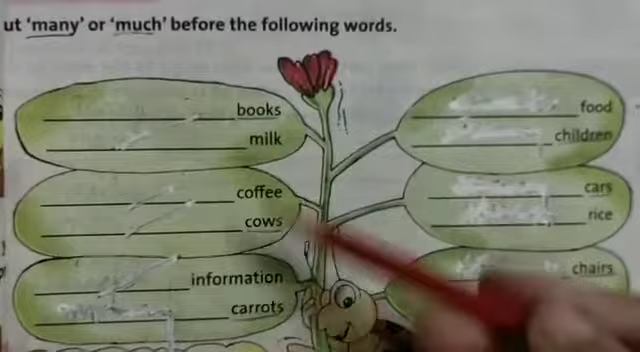 ut 'many' or 'much' before the following words.
books
milk
coffee
cows
information
carrots
food
children
cars
rice
chairs